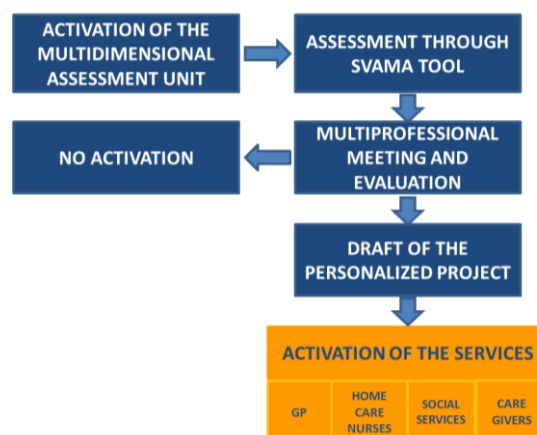 ACTIVATION OF THE
MULTIDIMENSIONAL
ASSESSMENT UNIT
ASSESSMENT THROUGH
SVAMA TOOL
NO ACTIVATION
MULTIPROFESSIONAL
MEETING AND
EVALUATION
DRAFT OF THE
PERSONALIZED PROJECT
ACTIVATION OF THE SERVICES
GP
HOME
CARE
NURSES
SOCIAL
SERVICES
CARE
GIVERS